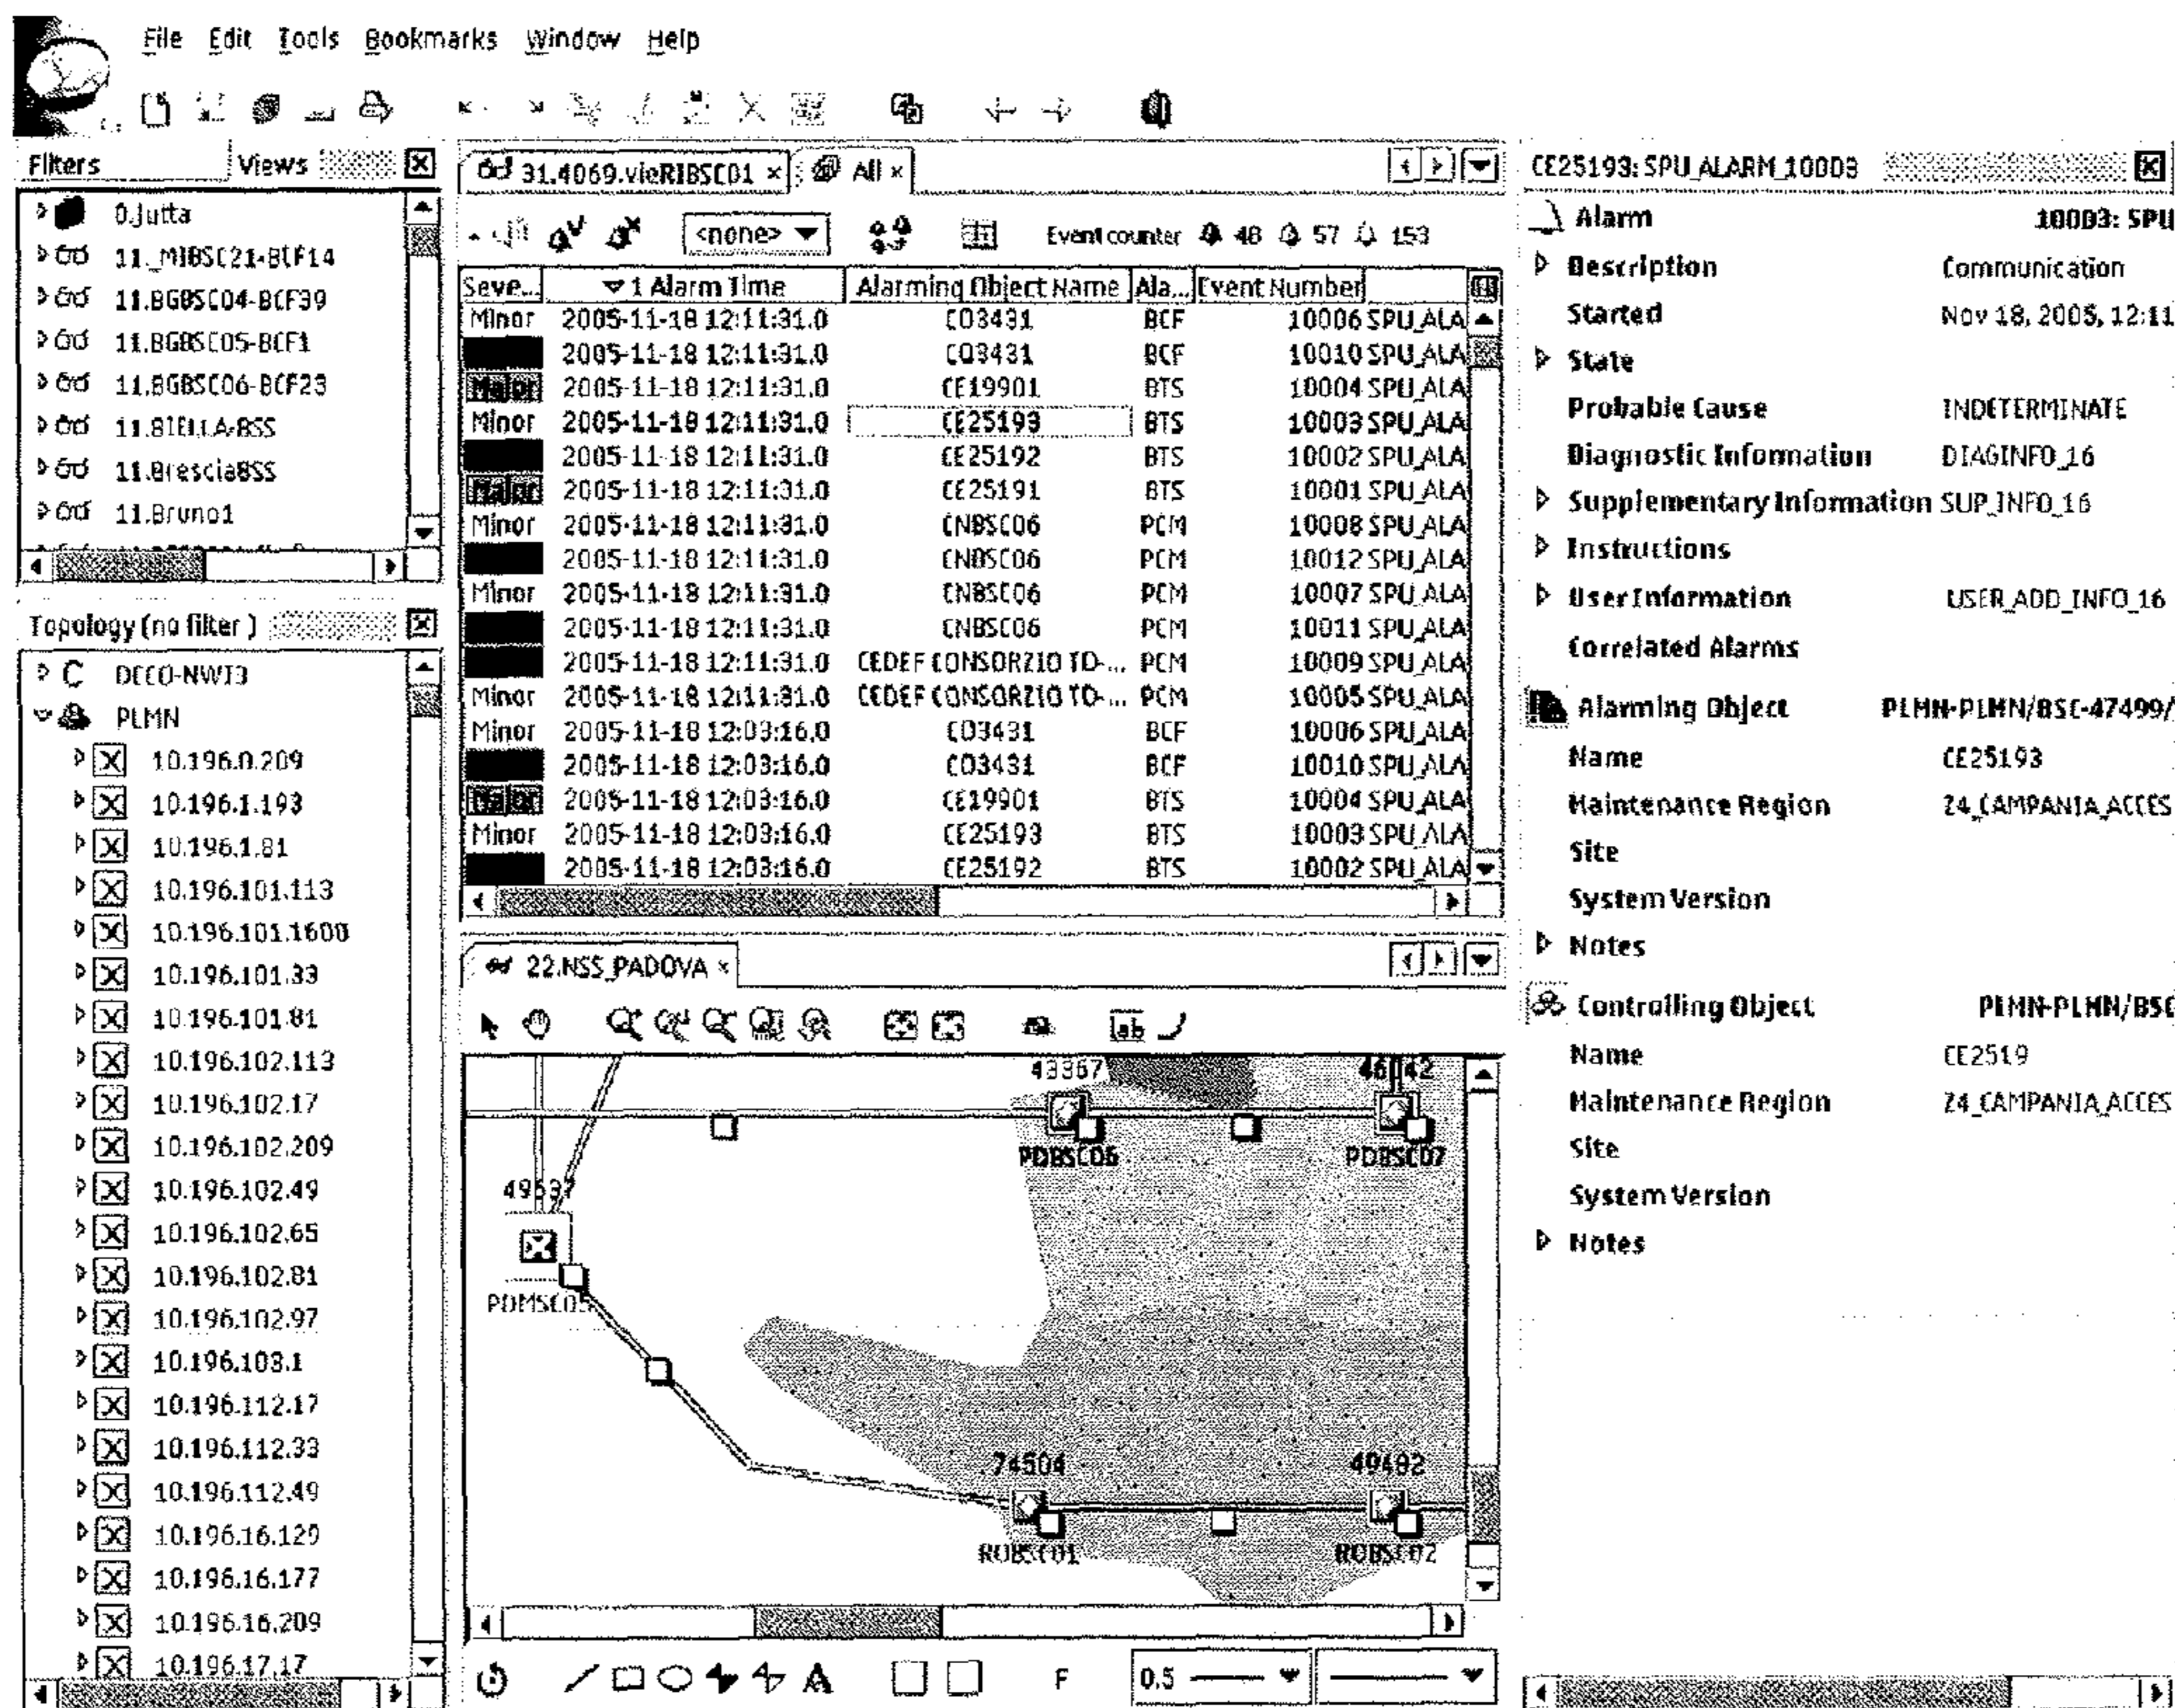 File Edit Tools Bookmarks Window Help
Filters Views
0.Jutta
11._MIBSC21-BCF14
11.BGBSC04-BCF39
11.BGBSC05-BCF1
11.BGBSC06-BCF23
11.BIELLA-BSS
11.BresciaBSS
11.Bruno1
Topology (no filter )
DCCO-NWI3
PLMN
10.196.0.209
10.196.1.193
10.196.1.81
10.196.101.113
10.196.101.1600
10.196.101.33
10.196.101.81
10.196.102.113
10.196.102.17
10.196.102.209
10.196.102.49
10.196.102.65
10.196.102.81
10.196.102.97
10.196.103.1
10.196.112.17
10.196.112.33
10.196.112.49
10.196.16.129
10.196.16.177
10.196.16.209
10.196.17.17
31.4069.vieRIBSC01 × All ×
<none> Event counter 48 57 153
Seve... 1 Alarm Time Alarming Object Name Ala... Event Number
Minor 2005-11-18 12:11:31.0 CO3431 BCF 10006 SPU_ALA
2005-11-18 12:11:31.0 CO3431 BCF 10010 SPU_ALA
Major 2005-11-18 12:11:31.0 CE19901 BTS 10004 SPU_ALA
Minor 2005-11-18 12:11:31.0 CE25193 BTS 10003 SPU_ALA
2005-11-18 12:11:31.0 CE25192 BTS 10002 SPU_ALA
Major 2005-11-18 12:11:31.0 CE25191 BTS 10001 SPU_ALA
Minor 2005-11-18 12:11:31.0 CNBSC06 PCM 10008 SPU_ALA
2005-11-18 12:11:31.0 CNBSC06 PCM 10012 SPU_ALA
Minor 2005-11-18 12:11:31.0 CNBSC06 PCM 10007 SPU_ALA
2005-11-18 12:11:31.0 CNBSC06 PCM 10011 SPU_ALA
2005-11-18 12:11:31.0 CEDEF CONSORZIO TO-... PCM 10009 SPU_ALA
Minor 2005-11-18 12:11:31.0 CEDEF CONSORZIO TO-... PCM 10005 SPU_ALA
Minor 2005-11-18 12:03:16.0 CO3431 BCF 10006 SPU_ALA
2005-11-18 12:03:16.0 CO3431 BCF 10010 SPU_ALA
Major 2005-11-18 12:03:16.0 CE19901 BTS 10004 SPU_ALA
Minor 2005-11-18 12:03:16.0 CE25193 BTS 10003 SPU_ALA
2005-11-18 12:03:16.0 CE25192 BTS 10002 SPU_ALA
22.NSS_PADOVA ×
lab
43367
PDBSC06
PDBSC07
49537
PDMSC05
74504 49482
ROBSC01 ROBSC02
F 0.5
CE25193: SPU_ALARM_10003
Alarm 10003: SPU
Description Communication
Started Nov 18, 2005, 12:11
State
Probable Cause INDETERMINATE
Diagnostic Information DIAGINFO_16
Supplementary Information SUP_INFO_16
Instructions
User Information USER_ADD_INFO_16
Correlated Alarms
Alarming Object PLMN-PLMN/BSC-47499/
Name CE25193
Maintenance Region 24_CAMPANIA_ACCES
Site
System Version
Notes
Controlling Object PLMN-PLMN/BSC
Name CE2519
Maintenance Region 24_CAMPANIA_ACCES
Site
System Version
Notes